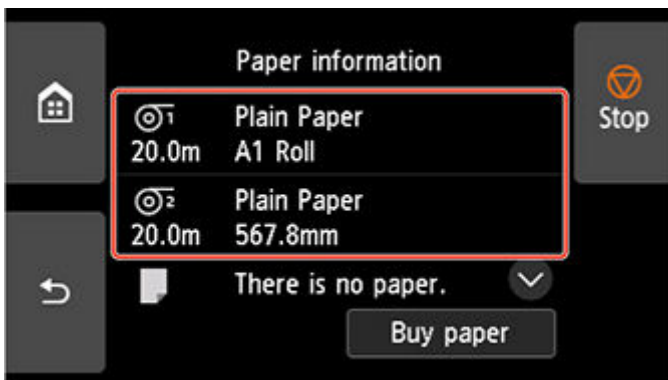 Paper information
Stop
1 Plain Paper
20.0m A1 Roll
2 Plain Paper
20.0m 567.8mm
There is no paper.
Buy paper